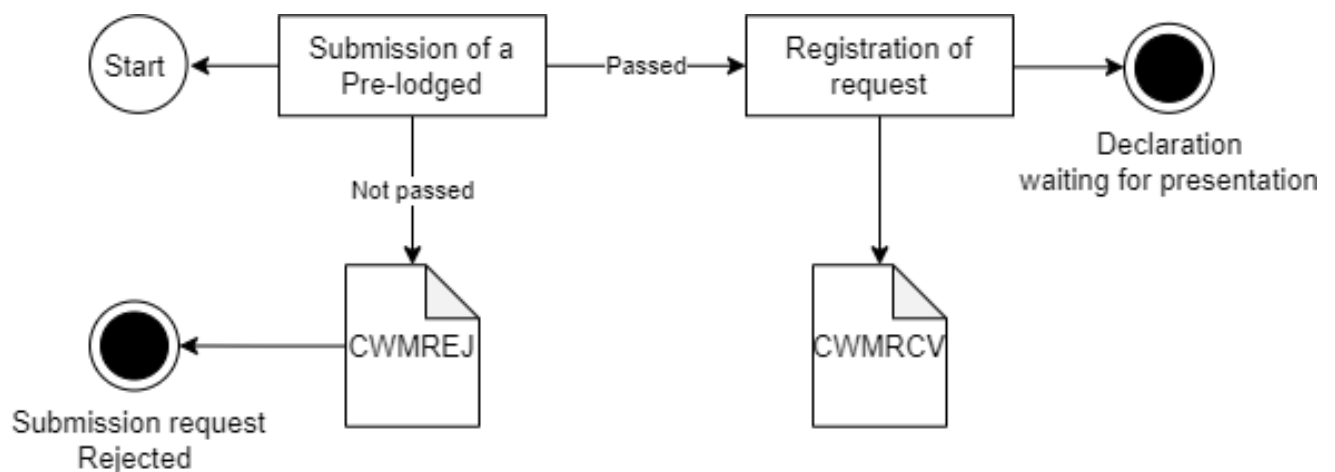 Start
Submission of a
Pre-lodged
Passed
Registration of
request
Declaration
waiting for presentation
Not passed
CWMREJ
CWMRCV
Submission request
Rejected